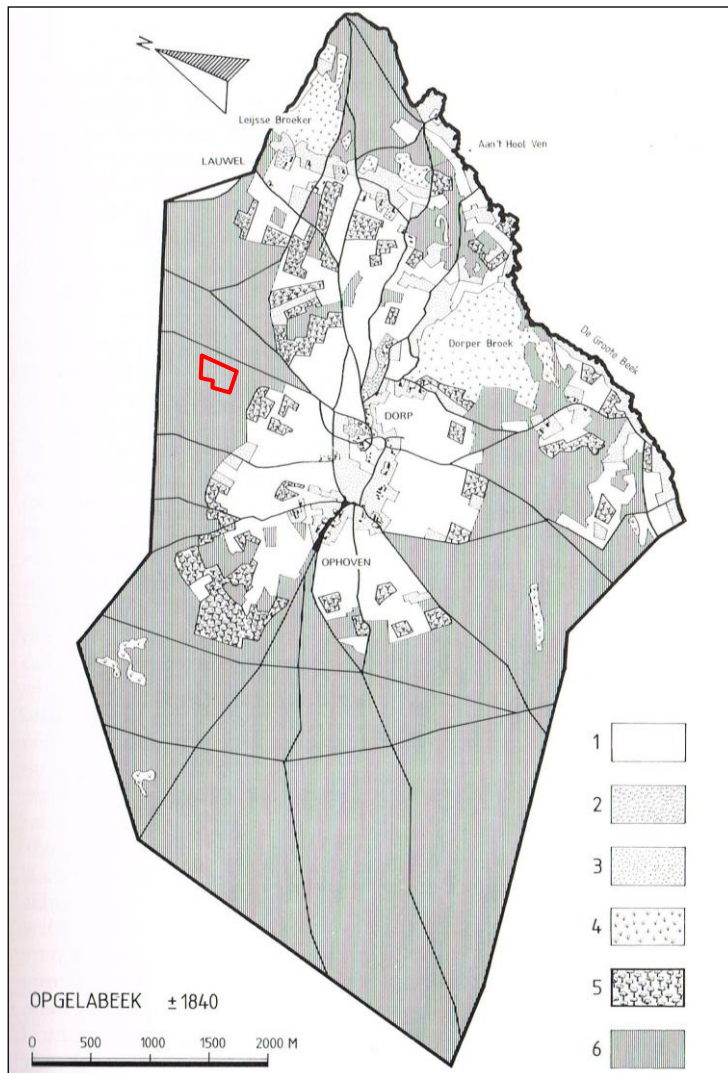 N
Leijsse Broeker
Aan't Hool Ven
LAUWEL
De Groote Beek
Dorper Broek
DORP
OPHOVEN
1
2
3
4
5
6
OPGELABEEK ± 1840
0 500 1000 1500 2000 M